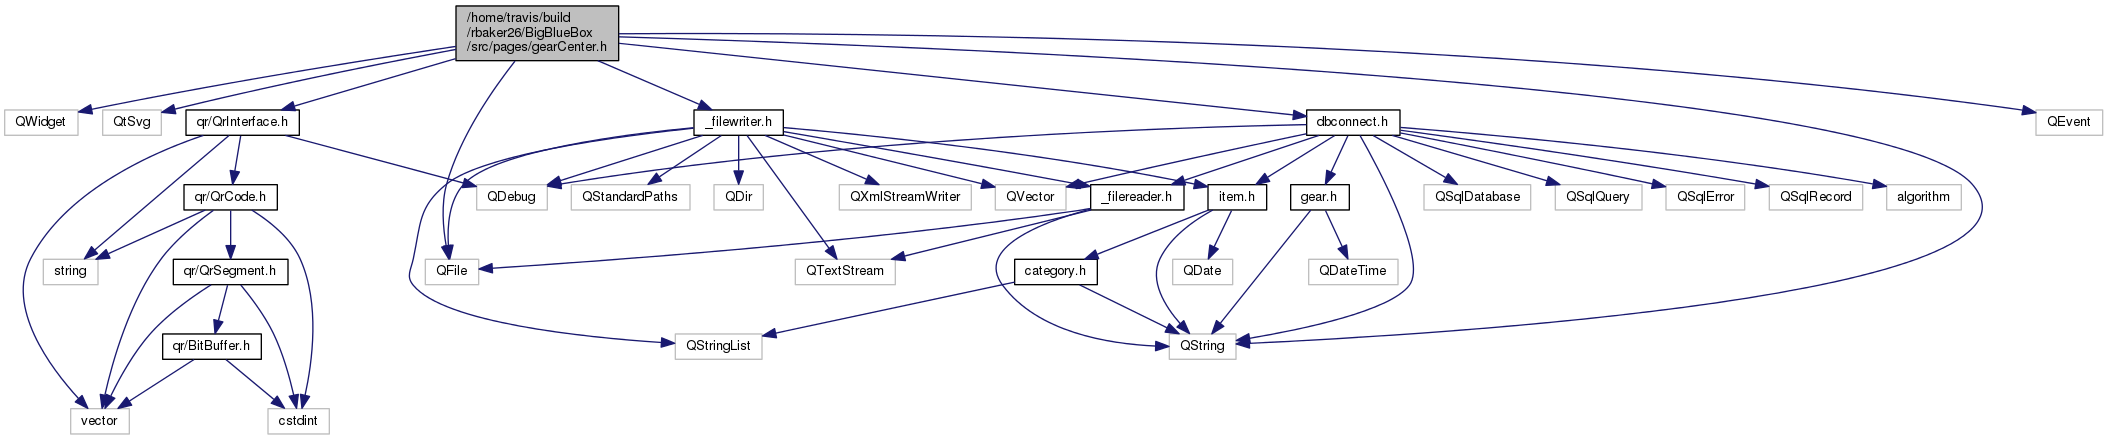 /home/travis/build
/rbaker26/BigBlueBox
/src/pages/gearCenter.h
QWidget
QtSvg
qr/QrInterface.h
_filewriter.h
dbconnect.h
QEvent
qr/QrCode.h
QDebug
QStandardPaths
QDir
QXmlStreamWriter
QVector
_filereader.h
item.h
gear.h
QSqlDatabase
QSqlQuery
QSqlError
QSqlRecord
algorithm
string
qr/QrSegment.h
QFile
QTextStream
category.h
QDate
QDateTime
qr/BitBuffer.h
QStringList
QString
vector
cstdint